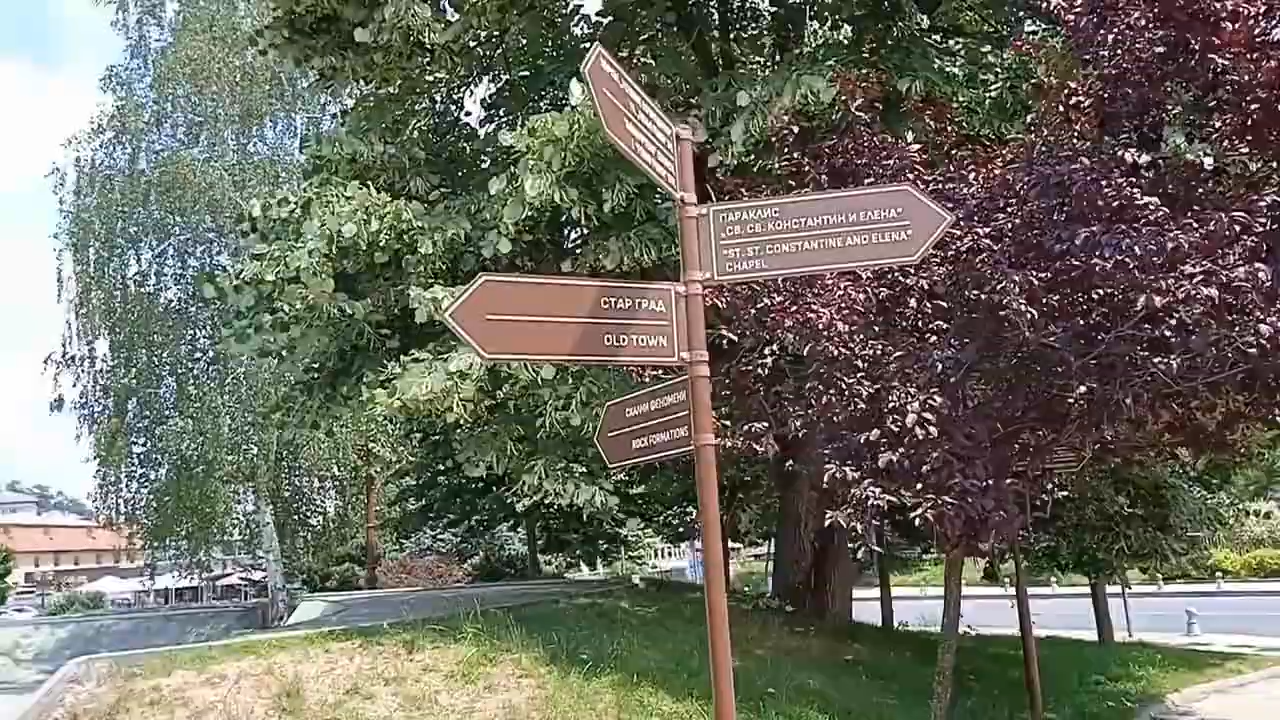 ПАРАКЛИС
„СВ. СВ. КОНСТАНТИН И ЕЛЕНА"
"ST. ST. CONSTANTINE AND ELENA"
CHAPEL
СТАР ГРАД
OLD TOWN
СКАЛНИ ФЕНОМЕНИ
ROCK FORMATIONS